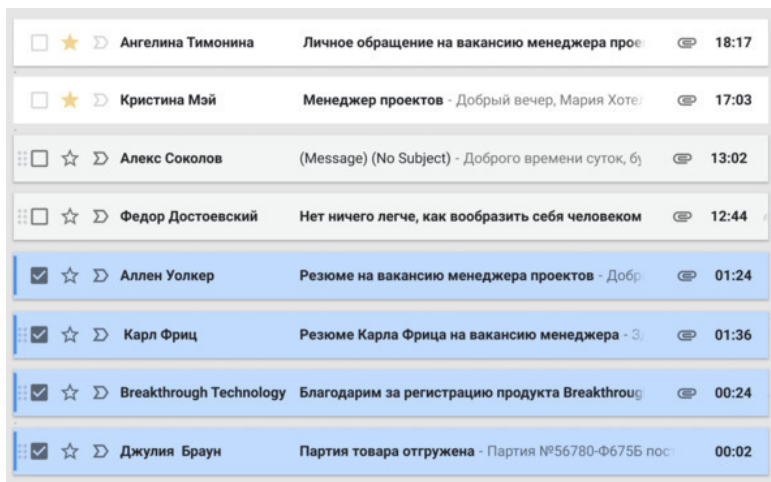 Ангелина Тимонина Личное обращение на вакансию менеджера прое 18:17
Кристина Мэй Менеджер проектов - Добрый вечер, Мария Хоте 17:03
Алекс Соколов (Message) (No Subject) - Доброго времени суток, бу 13:02
Федор Достоевский Нет ничего легче, как вообразить себя человеком 12:44
Аллен Уолкер Резюме на вакансию менеджера проектов - Добр 01:24
Карл Фриц Резюме Карла Фрица на вакансию менеджера - З 01:36
Breakthrough Technology Благодарим за регистрацию продукта Breakthroug 00:24
Джулия Браун Партия товара отгружена - Партия №56780-Ф675Б пост 00:02